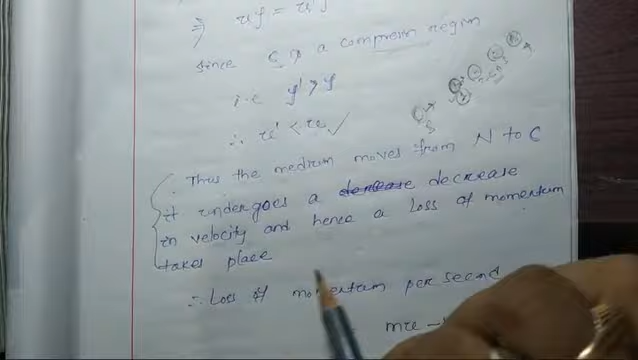 ⇒ uρ = u'ρ'
since C is a compression region
i.e ρ' > ρ
∴ u' < u ✓
Thus the medium moves from N to C
it undergoes a decrease
in velocity and hence a loss of momentum
takes place
∴ Loss of momentum per second
mu -